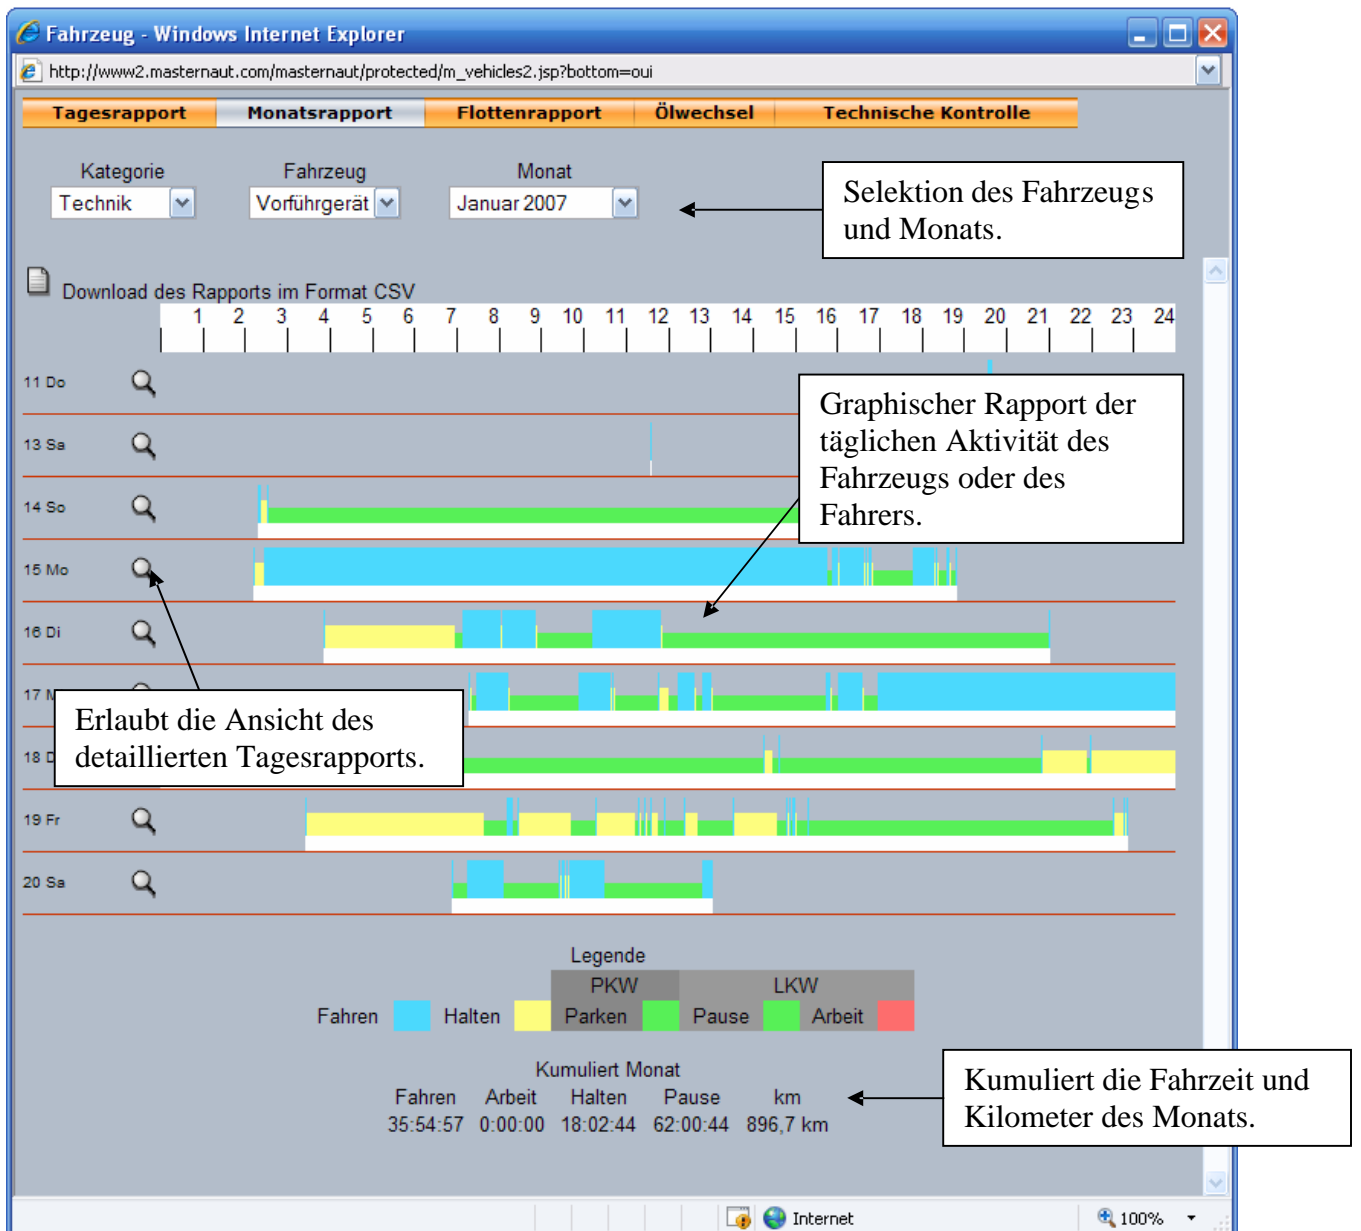 Fahrzeug - Windows Internet Explorer
http://www2.masternaut.com/masternaut/protected/m_vehicles2.jsp?bottom=oui
Tagesrapport Monatsrapport Flottenrapport Ölwechsel Technische Kontrolle
Kategorie Fahrzeug Monat
Technik Vorführgerät Januar 2007
Selektion des Fahrzeugs
und Monats.
Download des Rapports im Format CSV
1 2 3 4 5 6 7 8 9 10 11 12 13 14 15 16 17 18 19 20 21 22 23 24
11 Do
Graphischer Rapport der
täglichen Aktivität des
Fahrzeugs oder des
Fahrers.
13 Sa
14 So
15 Mo
16 Di
17 M
Erlaubt die Ansicht des
detaillierten Tagesrapports.
18 D
19 Fr
20 Sa
Legende
PKW LKW
Fahren Halten Parken Pause Arbeit
Kumuliert Monat
Fahren Arbeit Halten Pause km
35:54:57 0:00:00 18:02:44 62:00:44 896,7 km
Kumuliert die Fahrzeit und
Kilometer des Monats.
Internet 100%